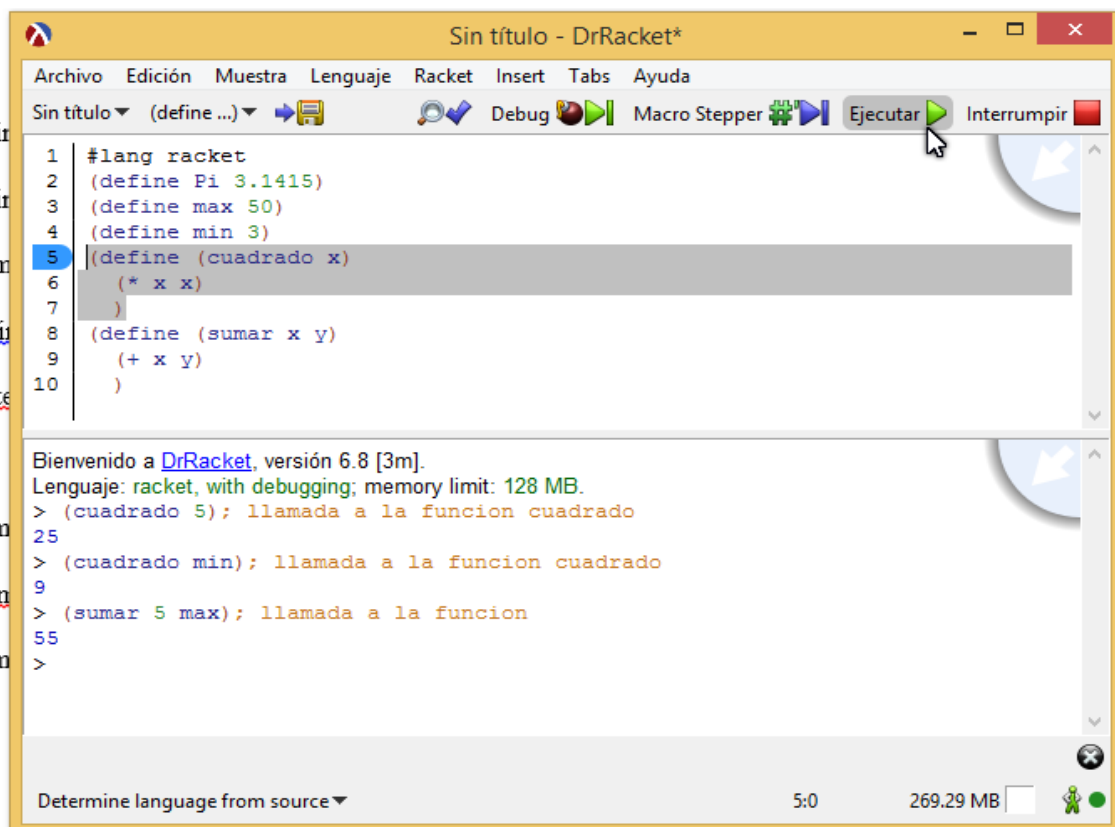 Sin título - DrRacket*
Archivo Edición Muestra Lenguaje Racket Insert Tabs Ayuda
Sin título (define ...) Debug Macro Stepper Ejecutar Interrumpir
1 #lang racket
2 (define Pi 3.1415)
3 (define max 50)
4 (define min 3)
5 (define (cuadrado x)
6 (* x x)
7 )
8 (define (sumar x y)
9 (+ x y)
10 )
Bienvenido a DrRacket, versión 6.8 [3m].
Lenguaje: racket, with debugging; memory limit: 128 MB.
> (cuadrado 5); llamada a la funcion cuadrado
25
> (cuadrado min); llamada a la funcion cuadrado
9
> (sumar 5 max); llamada a la funcion
55
>
Determine language from source 5:0 269.29 MB